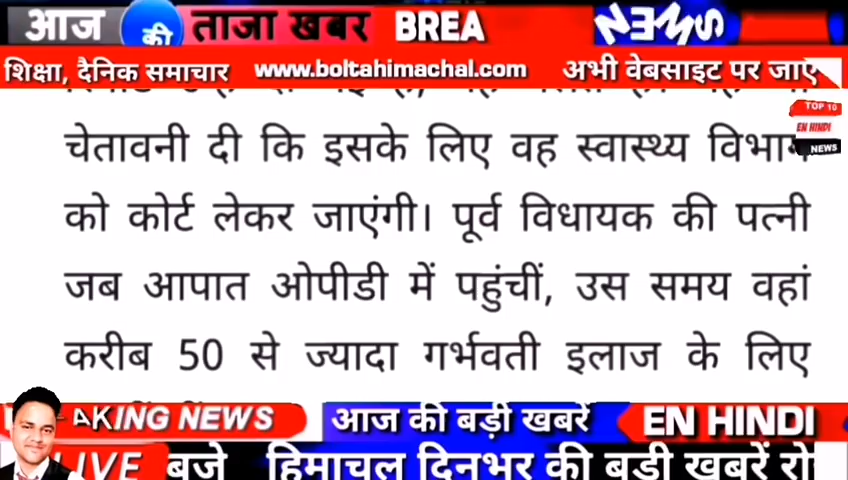 आज की ताजा खबर BREA NEWS
शिक्षा, दैनिक समाचार www.boltahimachal.com अभी वेबसाइट पर जाए
TOP 10
EN HINDI
NEWS
चेतावनी दी कि इसके लिए वह स्वास्थ्य विभाग
को कोर्ट लेकर जाएंगी। पूर्व विधायक की पत्नी
जब आपात ओपीडी में पहुंचीं, उस समय वहां
करीब 50 से ज्यादा गर्भवती इलाज के लिए
AKING NEWS आज की बड़ी खबरें EN HINDI
LIVE बजे हिमाचल दिनभर की बड़ी खबरें रो